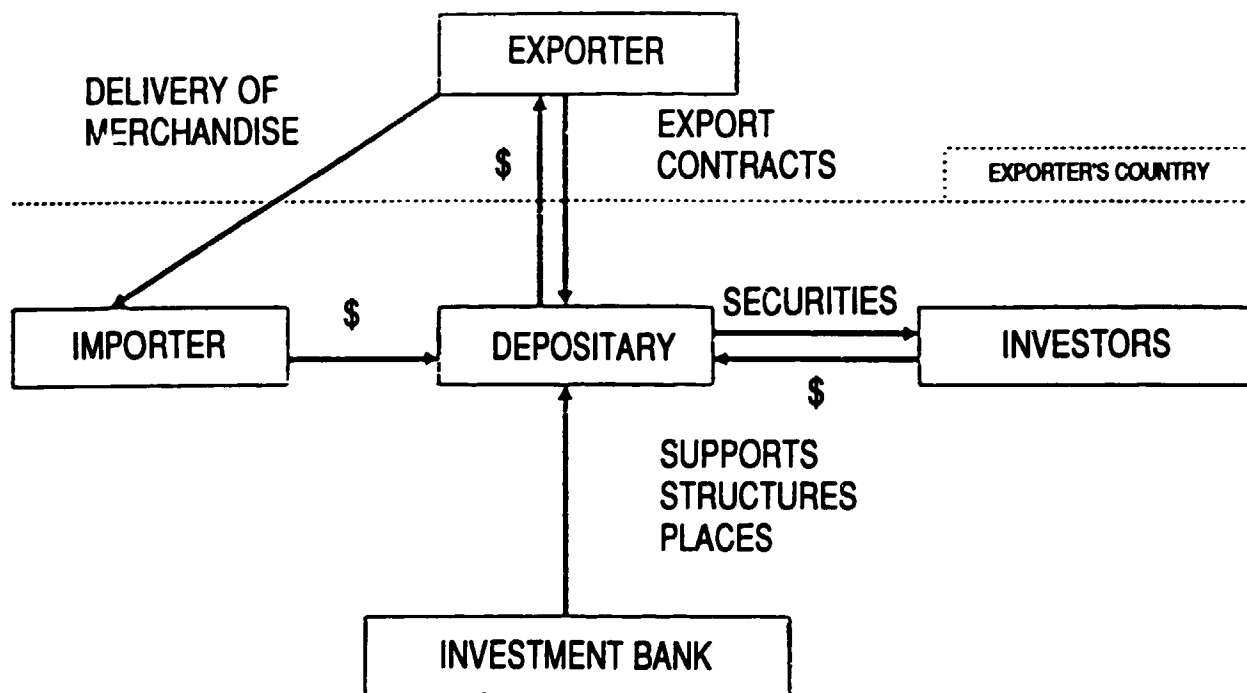 EXPORTER
DELIVERY OF
MERCHANDISE
EXPORT
CONTRACTS
$
EXPORTER'S COUNTRY
$
SECURITIES
IMPORTER
DEPOSITARY
INVESTORS
$
SUPPORTS
STRUCTURES
PLACES
INVESTMENT BANK